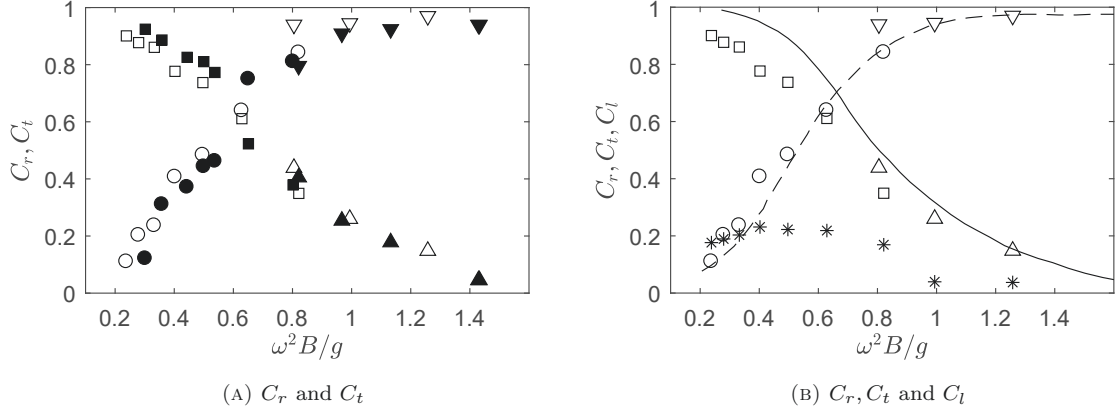 1
0.8
0.6
0.4
0.2
0
C_r, C_t
0.2 0.4 0.6 0.8 1 1.2 1.4
ω²B/g
(A) C_r and C_t
1
0.8
0.6
0.4
0.2
0
C_r, C_t, C_l
0.2 0.4 0.6 0.8 1 1.2 1.4
ω²B/g
(B) C_r, C_t and C_l